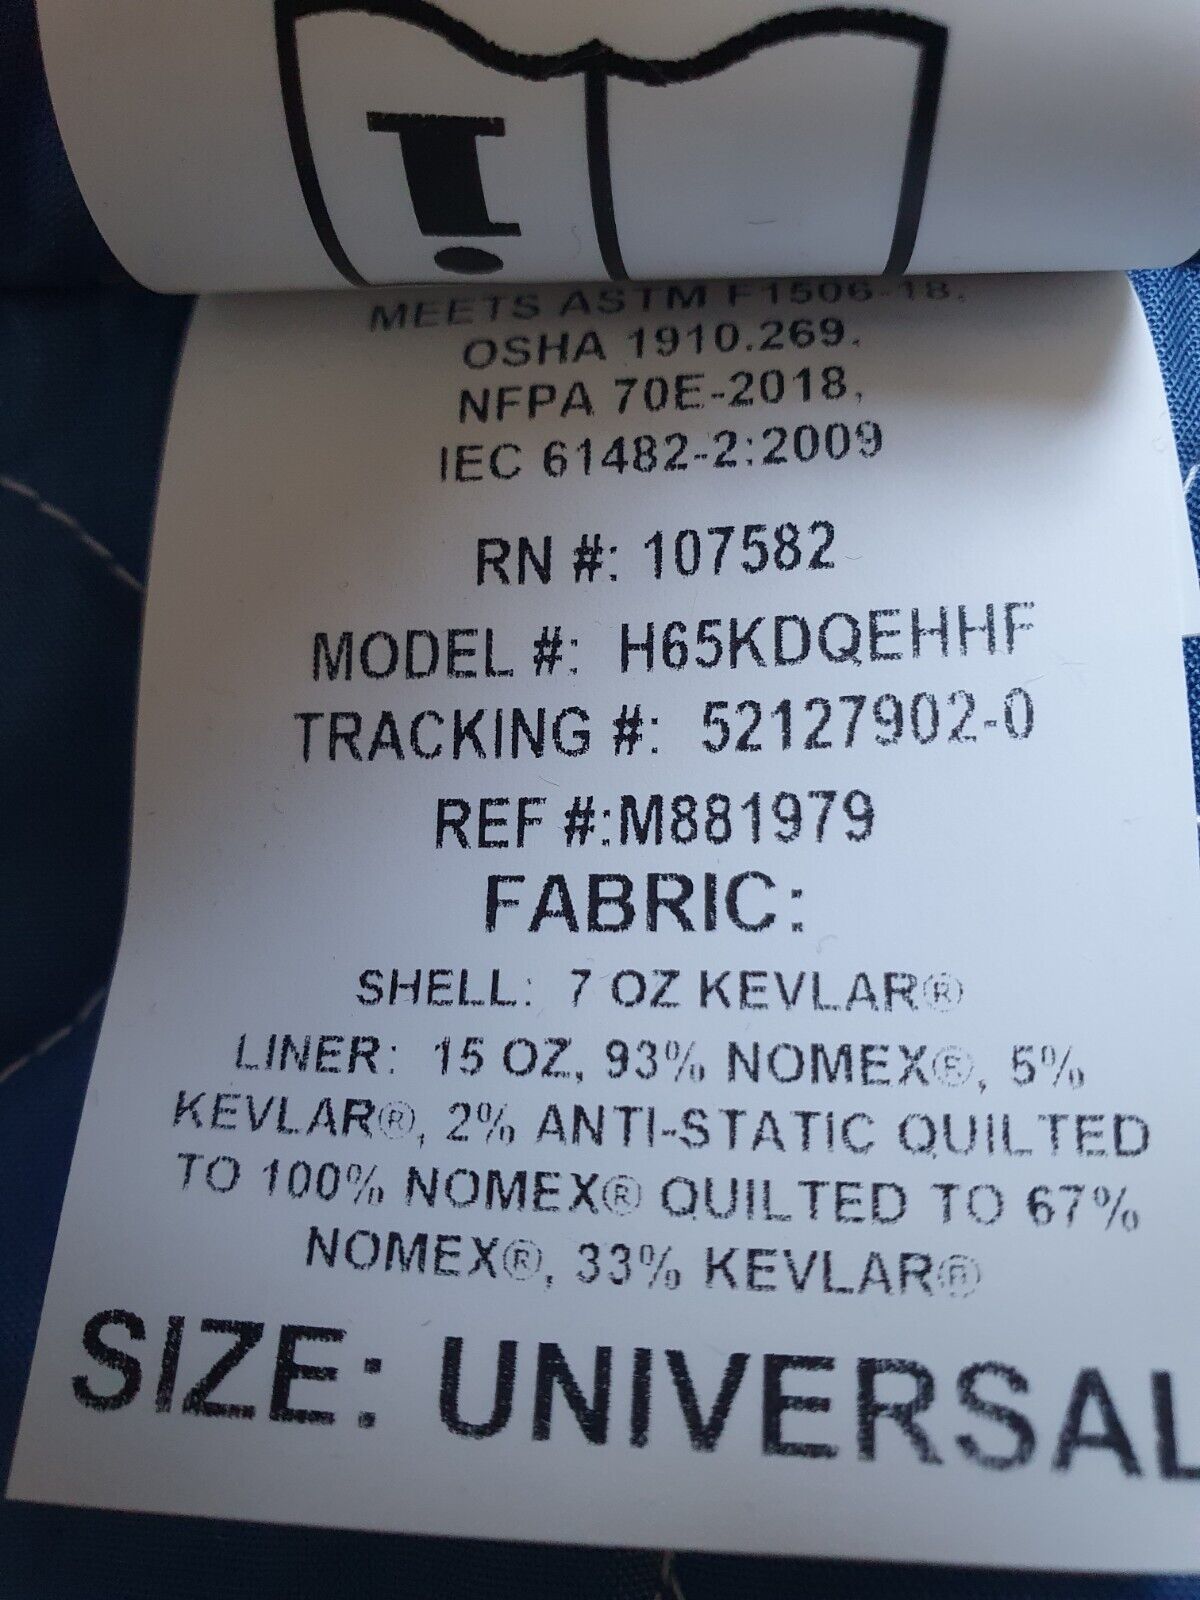 MEETS ASTM F1506-18,
OSHA 1910.269,
NFPA 70E-2018,
IEC 61482-2:2009
RN #: 107582
MODEL #: H65KDQEHHF
TRACKING #: 52127902-0
REF #:M881979
FABRIC:
SHELL: 7 OZ KEVLAR®
LINER: 15 OZ, 93% NOMEX®, 5%
KEVLAR®, 2% ANTI-STATIC QUILTED
TO 100% NOMEX® QUILTED TO 67%
NOMEX®, 33% KEVLAR®
SIZE: UNIVERSAL